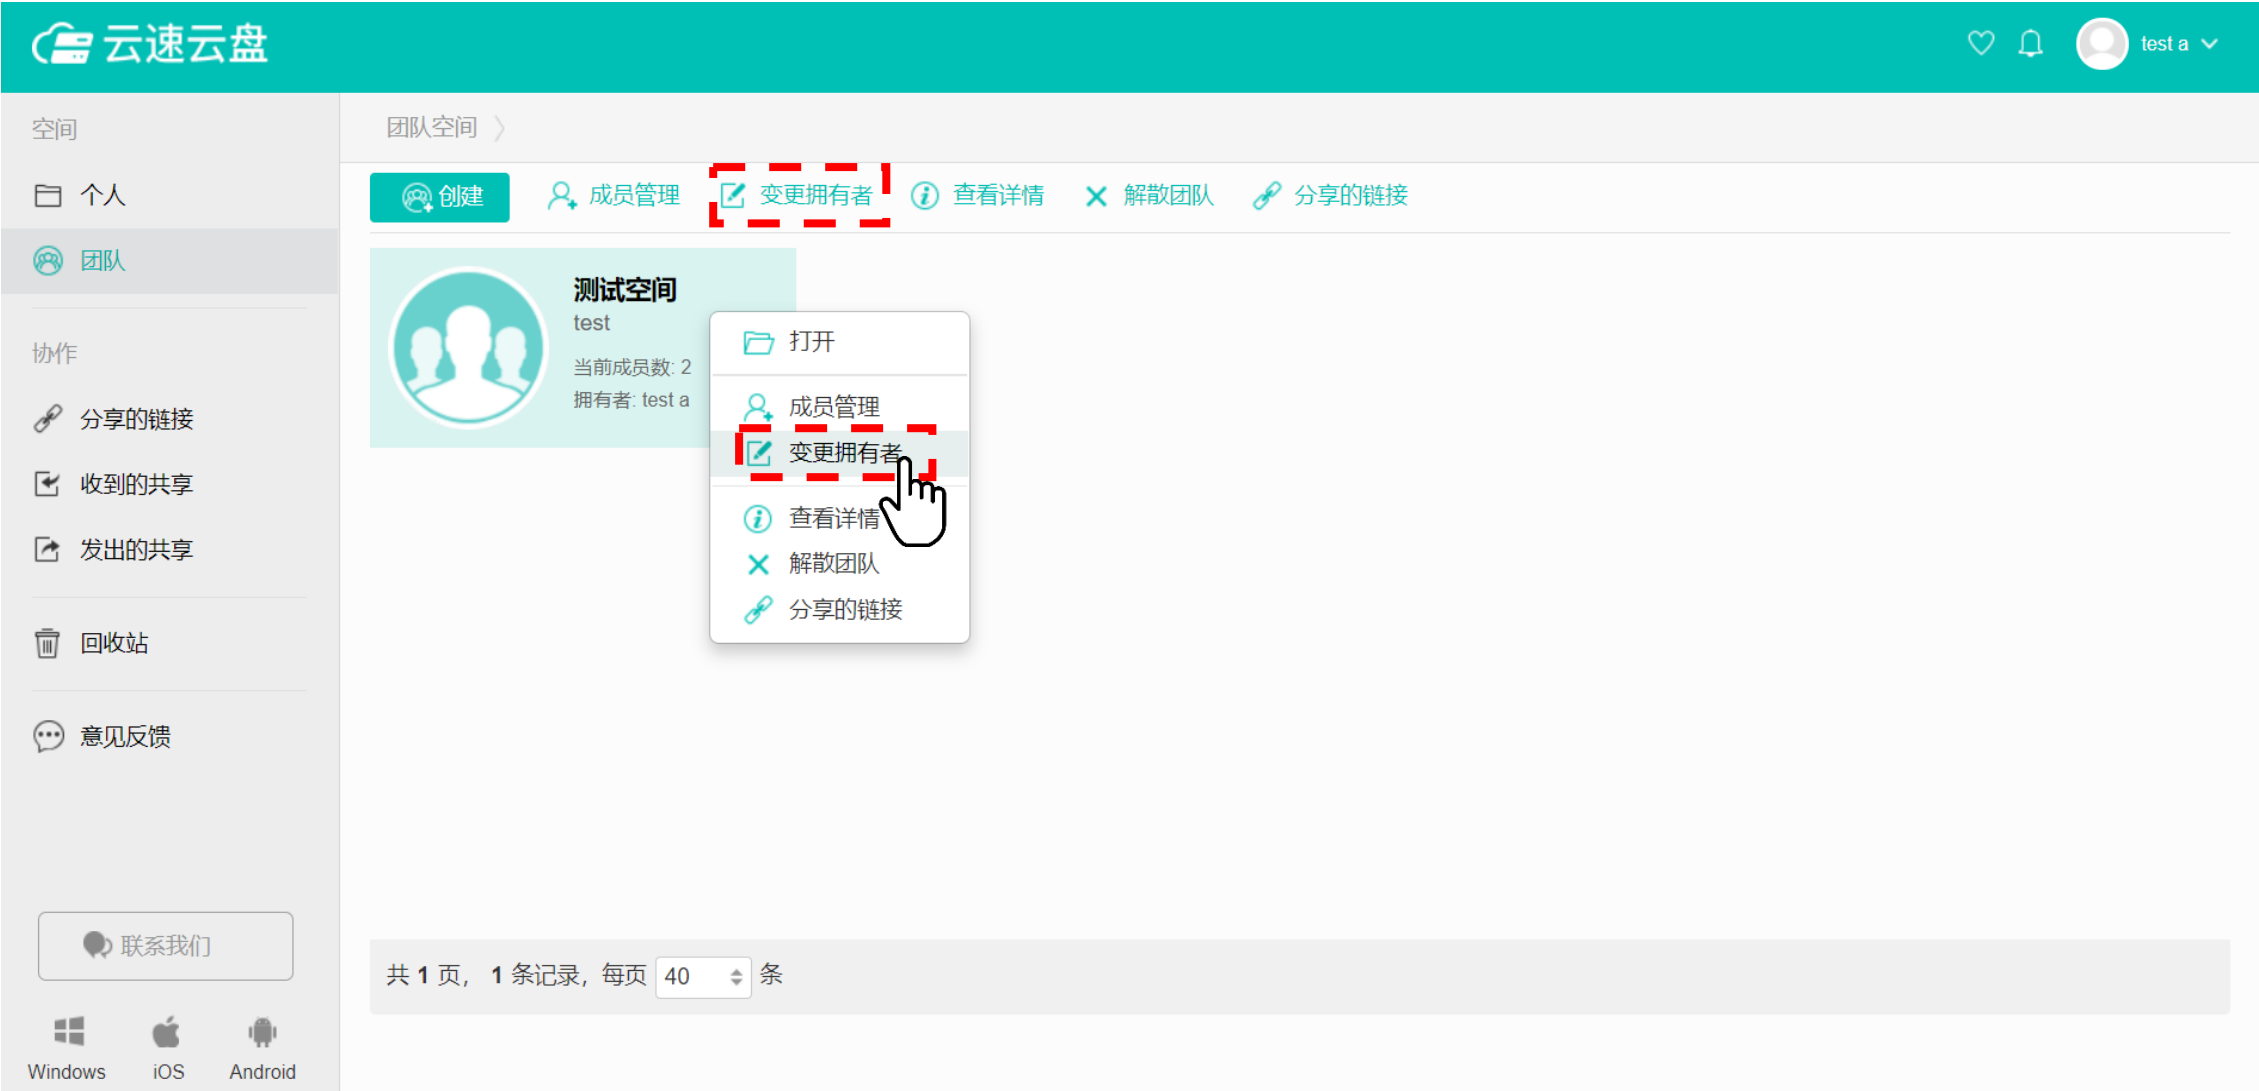 云速云盘
test a
空间
个人
团队
协作
分享的链接
收到的共享
发出的共享
回收站
意见反馈
联系我们
Windows iOS Android
团队空间
创建 成员管理 变更拥有者 查看详情 解散团队 分享的链接
测试空间
test
当前成员数: 2
拥有者: test a
打开
成员管理
变更拥有者
查看详情
解散团队
分享的链接
共 1 页， 1 条记录，每页 40 条